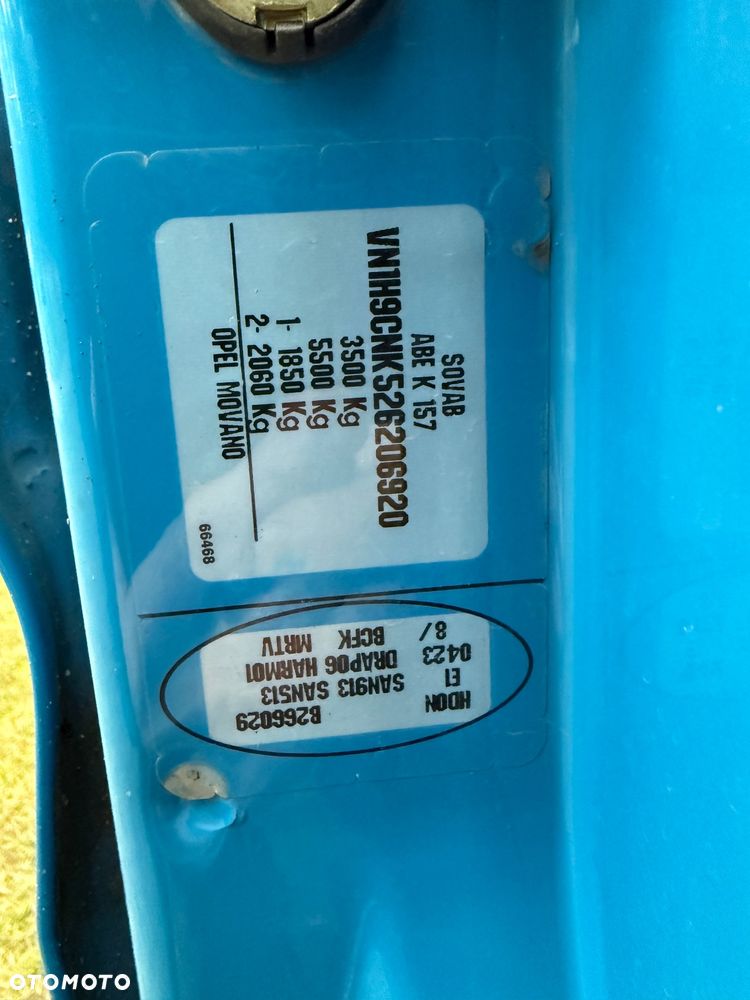 SOVAB
ABE K 157
VN1H9CNK526206920
3500 Kg
5500 Kg
1- 1850 Kg
2- 2060 Kg
OPEL MOVANO
66468
HDON
E1 0423 8/
SAN913 SAN513
DRAP06 HARM01 BCFK
B266029 MRTV
OTOMOTO